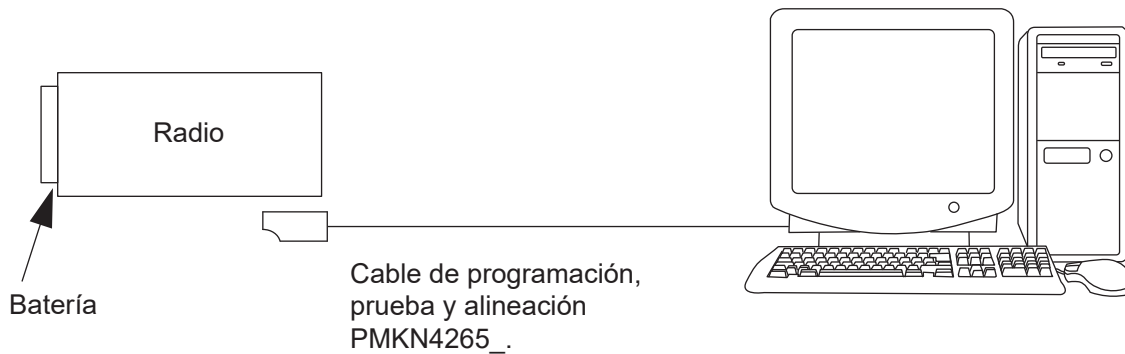 Radio
Batería
Cable de programación,
prueba y alineación
PMKN4265_.